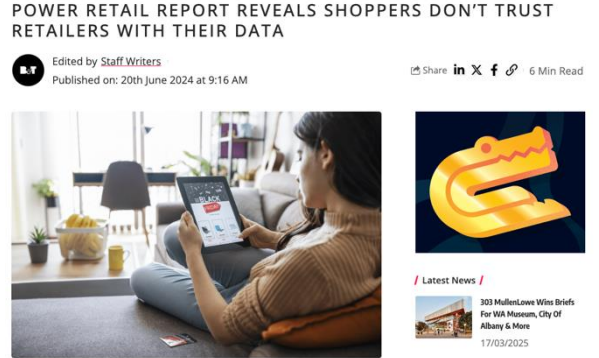 POWER RETAIL REPORT REVEALS SHOPPERS DON'T TRUST
RETAILERS WITH THEIR DATA
B&T
Edited by Staff Writers
Published on: 20th June 2024 at 9:16 AM
Share
6 Min Read
BLACK
FRIDAY
/ Latest News /
303 MullenLowe Wins Briefs
For WA Museum, City Of
Albany & More
17/03/2025